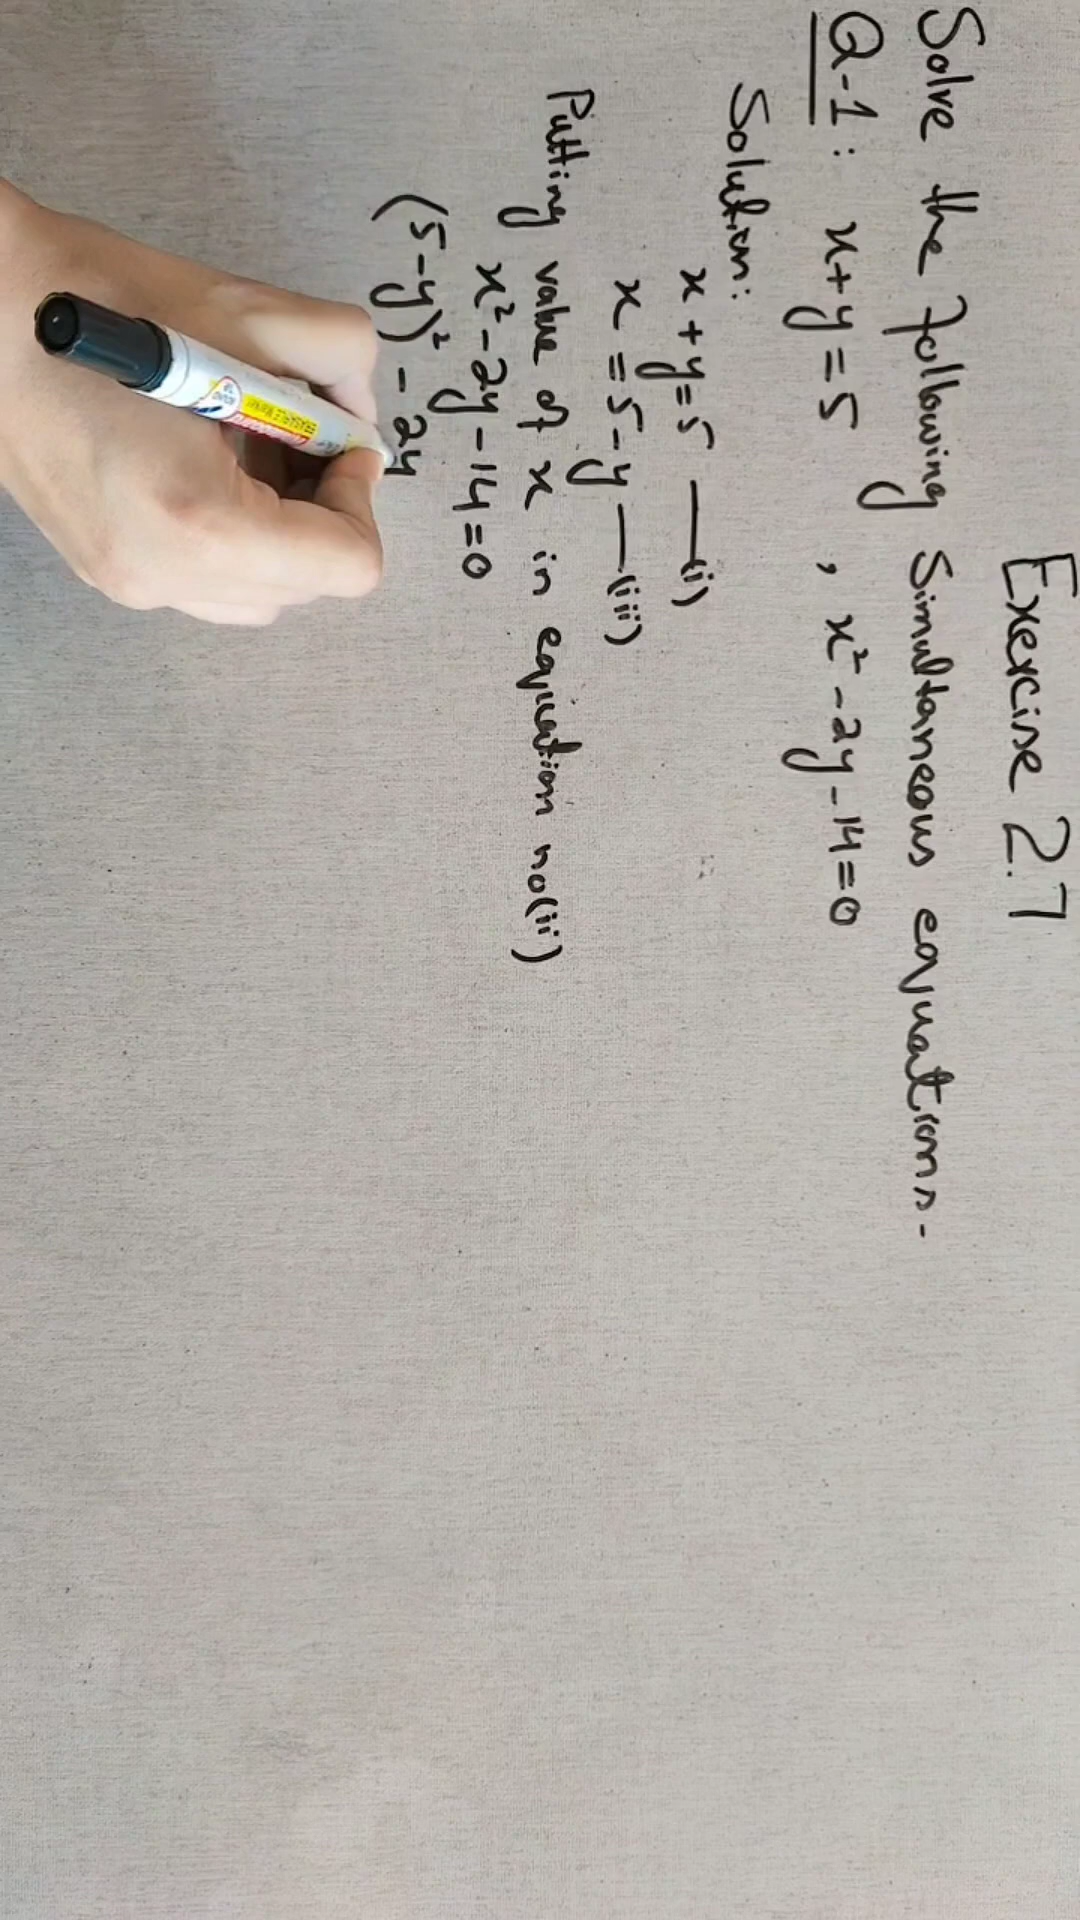 Exercise 2.7
Solve the following Simultaneous equations.
Q-1: x+y=5 , x²-2y-14=0
Solution:
x+y=5 —(i)
x=5-y —(iii)
Putting value of x in equation no(ii)
x²-2y-14=0
(5-y)²-2y